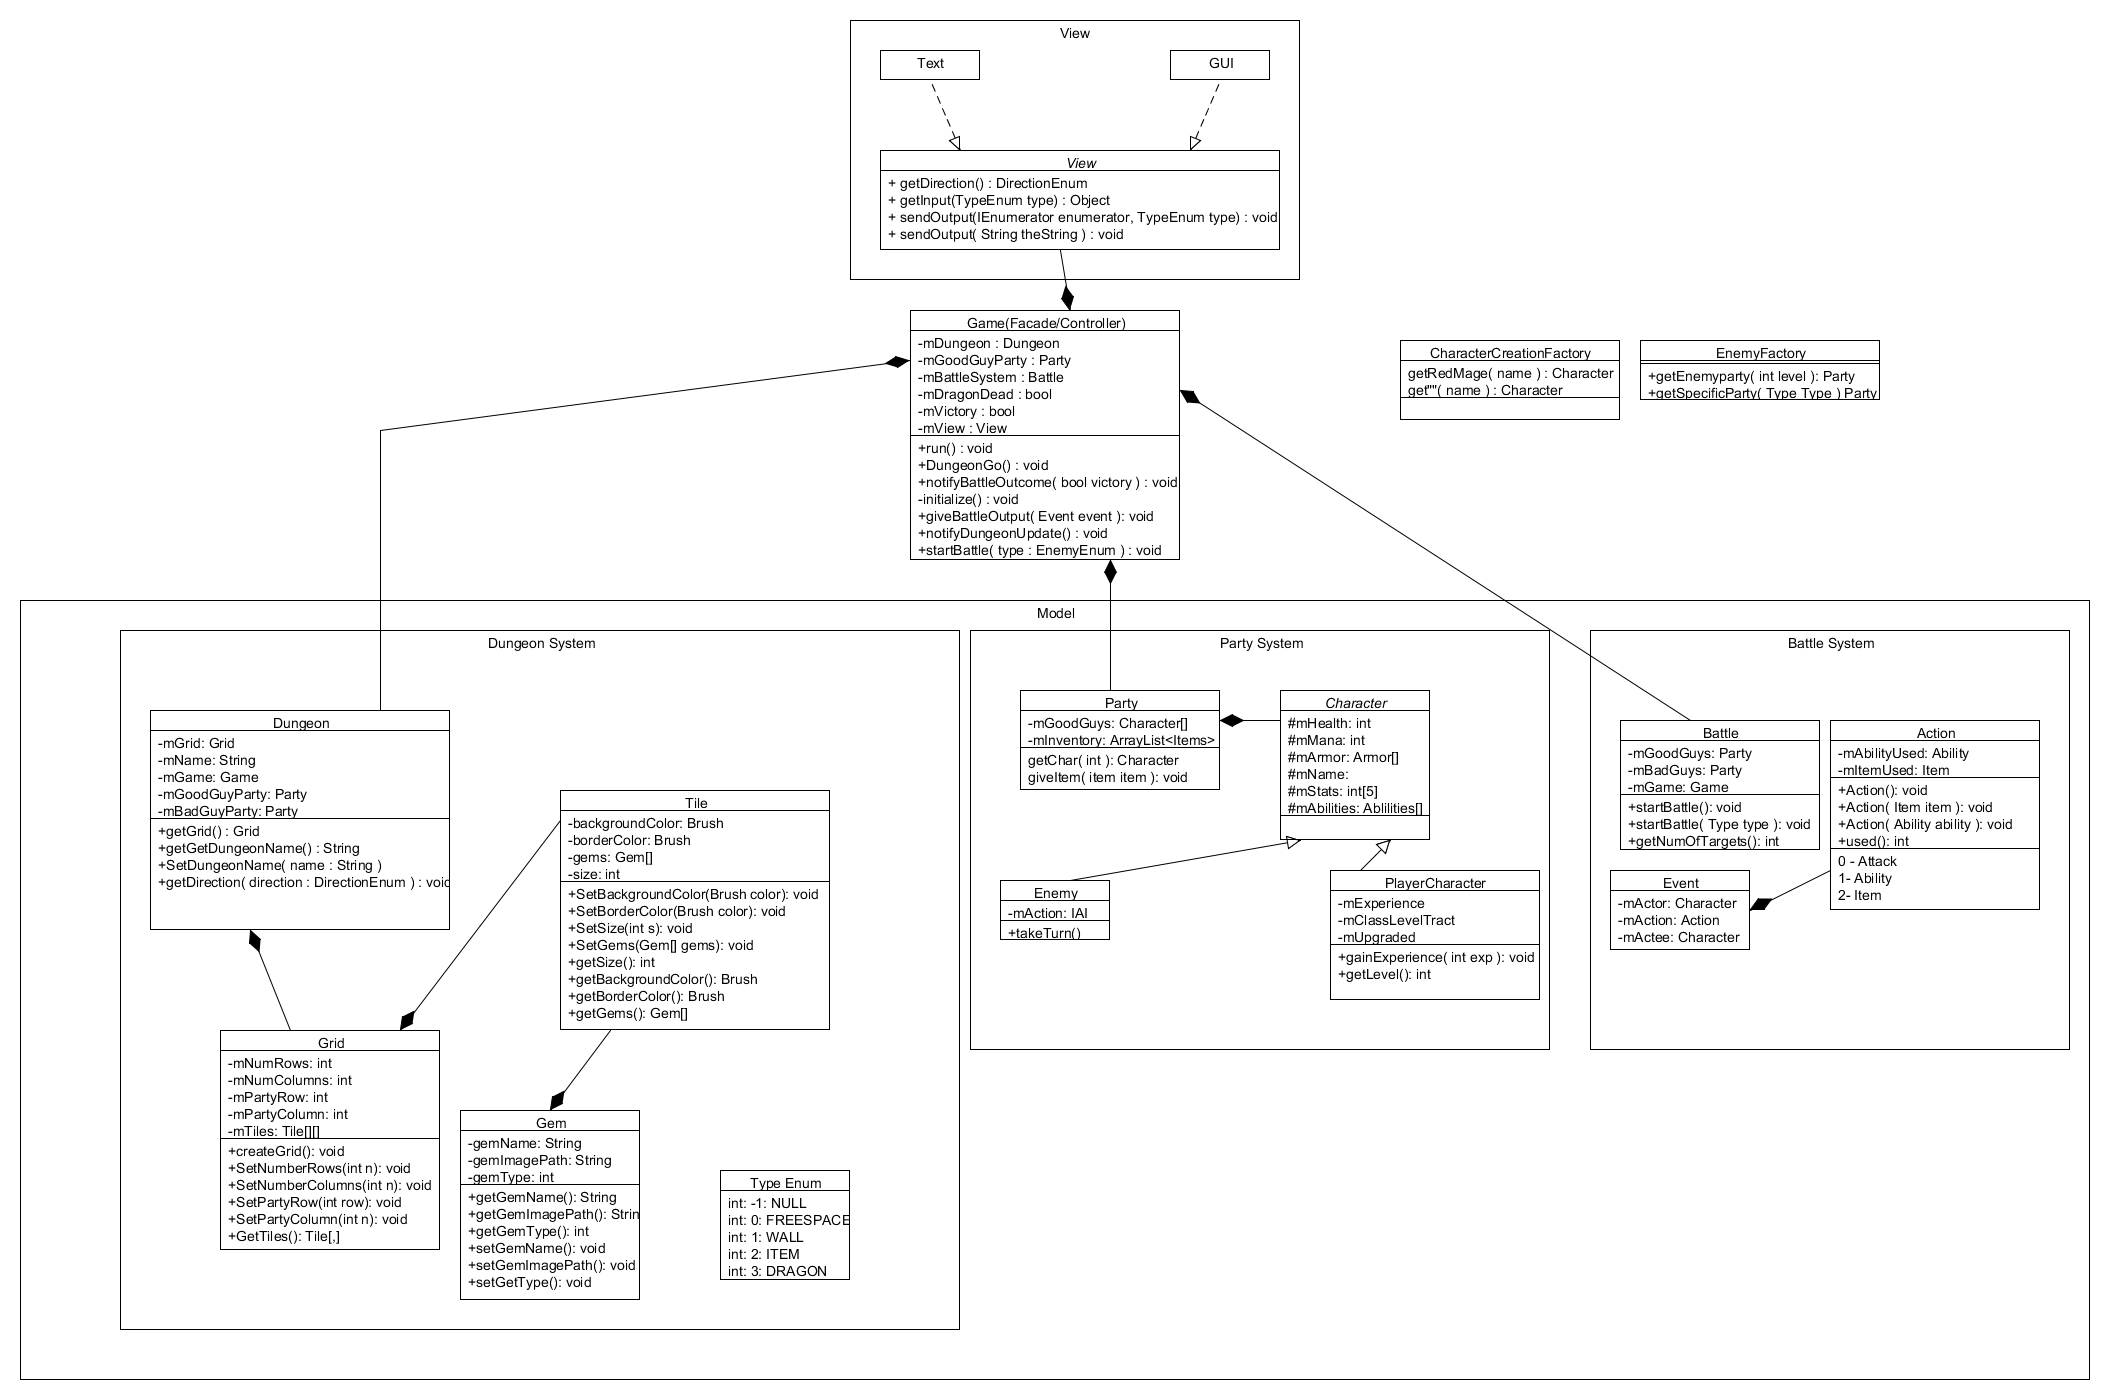 View
Text
GUI
View
+ getDirection() : DirectionEnum
+ getInput(TypeEnum type) : Object
+ sendOutput(IEnumerator enumerator, TypeEnum type) : void
+ sendOutput( String theString ) : void
Game(Facade/Controller)
-mDungeon : Dungeon
-mGoodGuyParty : Party
-mBattleSystem : Battle
-mDragonDead : bool
-mVictory : bool
-mView : View
+run() : void
+DungeonGo() : void
+notifyBattleOutcome( bool victory ) : void
-initialize() : void
+giveBattleOutput( Event event ): void
+notifyDungeonUpdate() : void
+startBattle( type : EnemyEnum ) : void
CharacterCreationFactory
getRedMage( name ) : Character
get""( name ) : Character
EnemyFactory
+getEnemyparty( int level ): Party
+getSpecificParty( Type Type ) Party
Model
Dungeon System
Dungeon
-mGrid: Grid
-mName: String
-mGame: Game
-mGoodGuyParty: Party
-mBadGuyParty: Party
+getGrid() : Grid
+getGetDungeonName() : String
+SetDungeonName( name : String )
+getDirection( direction : DirectionEnum ) : void
Tile
-backgroundColor: Brush
-borderColor: Brush
-gems: Gem[]
-size: int
+SetBackgroundColor(Brush color): void
+SetBorderColor(Brush color): void
+SetSize(int s): void
+SetGems(Gem[] gems): void
+getSize(): int
+getBackgroundColor(): Brush
+getBorderColor(): Brush
+getGems(): Gem[]
Grid
-mNumRows: int
-mNumColumns: int
-mPartyRow: int
-mPartyColumn: int
-mTiles: Tile[][]
+createGrid(): void
+SetNumberRows(int n): void
+SetNumberColumns(int n): void
+SetPartyRow(int row): void
+SetPartyColumn(int n): void
+GetTiles(): Tile[,]
Gem
-gemName: String
-gemImagePath: String
-gemType: int
+getGemName(): String
+getGemImagePath(): Strin
+getGemType(): int
+setGemName(): void
+setGemImagePath(): void
+setGetType(): void
Type Enum
int: -1: NULL
int: 0: FREESPACE
int: 1: WALL
int: 2: ITEM
int: 3: DRAGON
Party System
Party
-mGoodGuys: Character[]
-mInventory: ArrayList<Items>
getChar( int ): Character
giveItem( item item ): void
Character
#mHealth: int
#mMana: int
#mArmor: Armor[]
#mName:
#mStats: int[5]
#mAbilities: Ablilities[]
Enemy
-mAction: IAI
+takeTurn()
PlayerCharacter
-mExperience
-mClassLevelTract
-mUpgraded
+gainExperience( int exp ): void
+getLevel(): int
Battle System
Battle
-mGoodGuys: Party
-mBadGuys: Party
-mGame: Game
+startBattle(): void
+startBattle( Type type ): void
+getNumOfTargets(): int
Action
-mAbilityUsed: Ability
-mItemUsed: Item
+Action(): void
+Action( Item item ): void
+Action( Ability ability ): void
+used(): int
0 - Attack
1- Ability
2- Item
Event
-mActor: Character
-mAction: Action
-mActee: Character